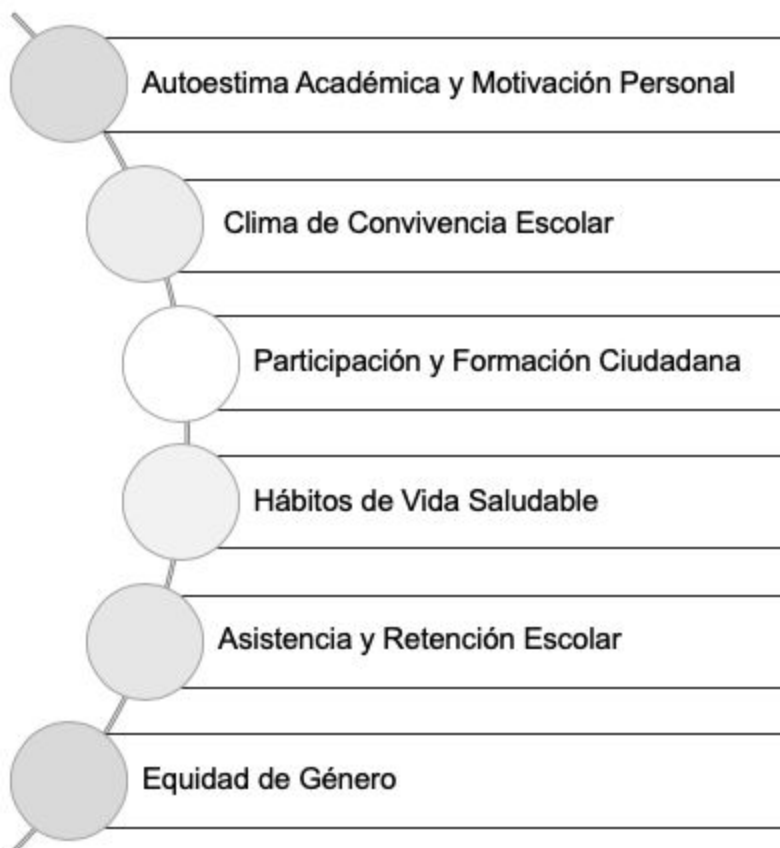 Autoestima Académica y Motivación Personal
Clima de Convivencia Escolar
Participación y Formación Ciudadana
Hábitos de Vida Saludable
Asistencia y Retención Escolar
Equidad de Género